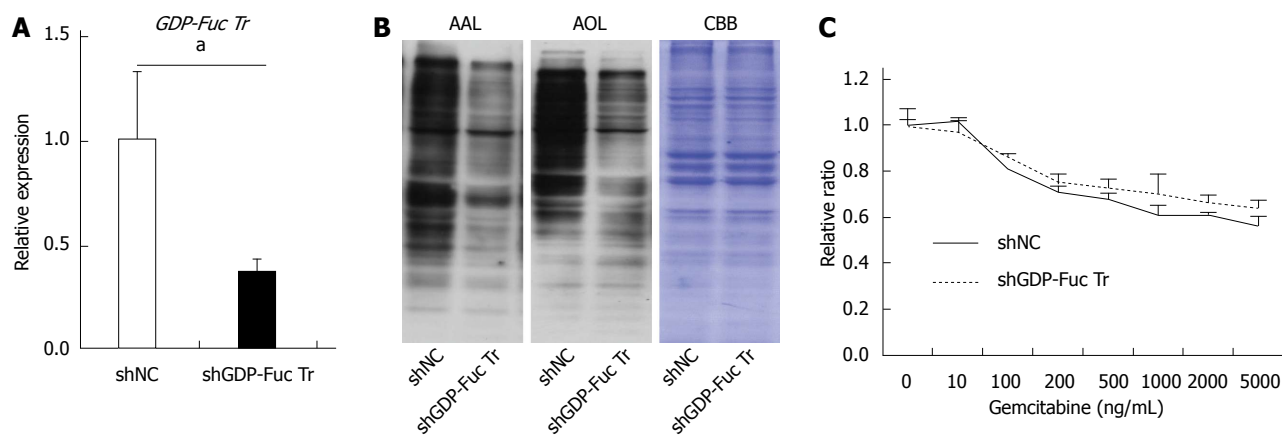 A
GDP-Fuc Tr
a
1.5
1.0
0.5
0.0
Relative expression
shNC
shGDP-Fuc Tr
B
AAL
AOL
CBB
shNC
shGDP-Fuc Tr
shNC
shGDP-Fuc Tr
shNC
shGDP-Fuc Tr
C
1.2
1.0
0.8
0.6
0.4
0.2
0.0
Relative ratio
shNC
shGDP-Fuc Tr
0 10 100 200 500 1000 2000 5000
Gemcitabine (ng/mL)